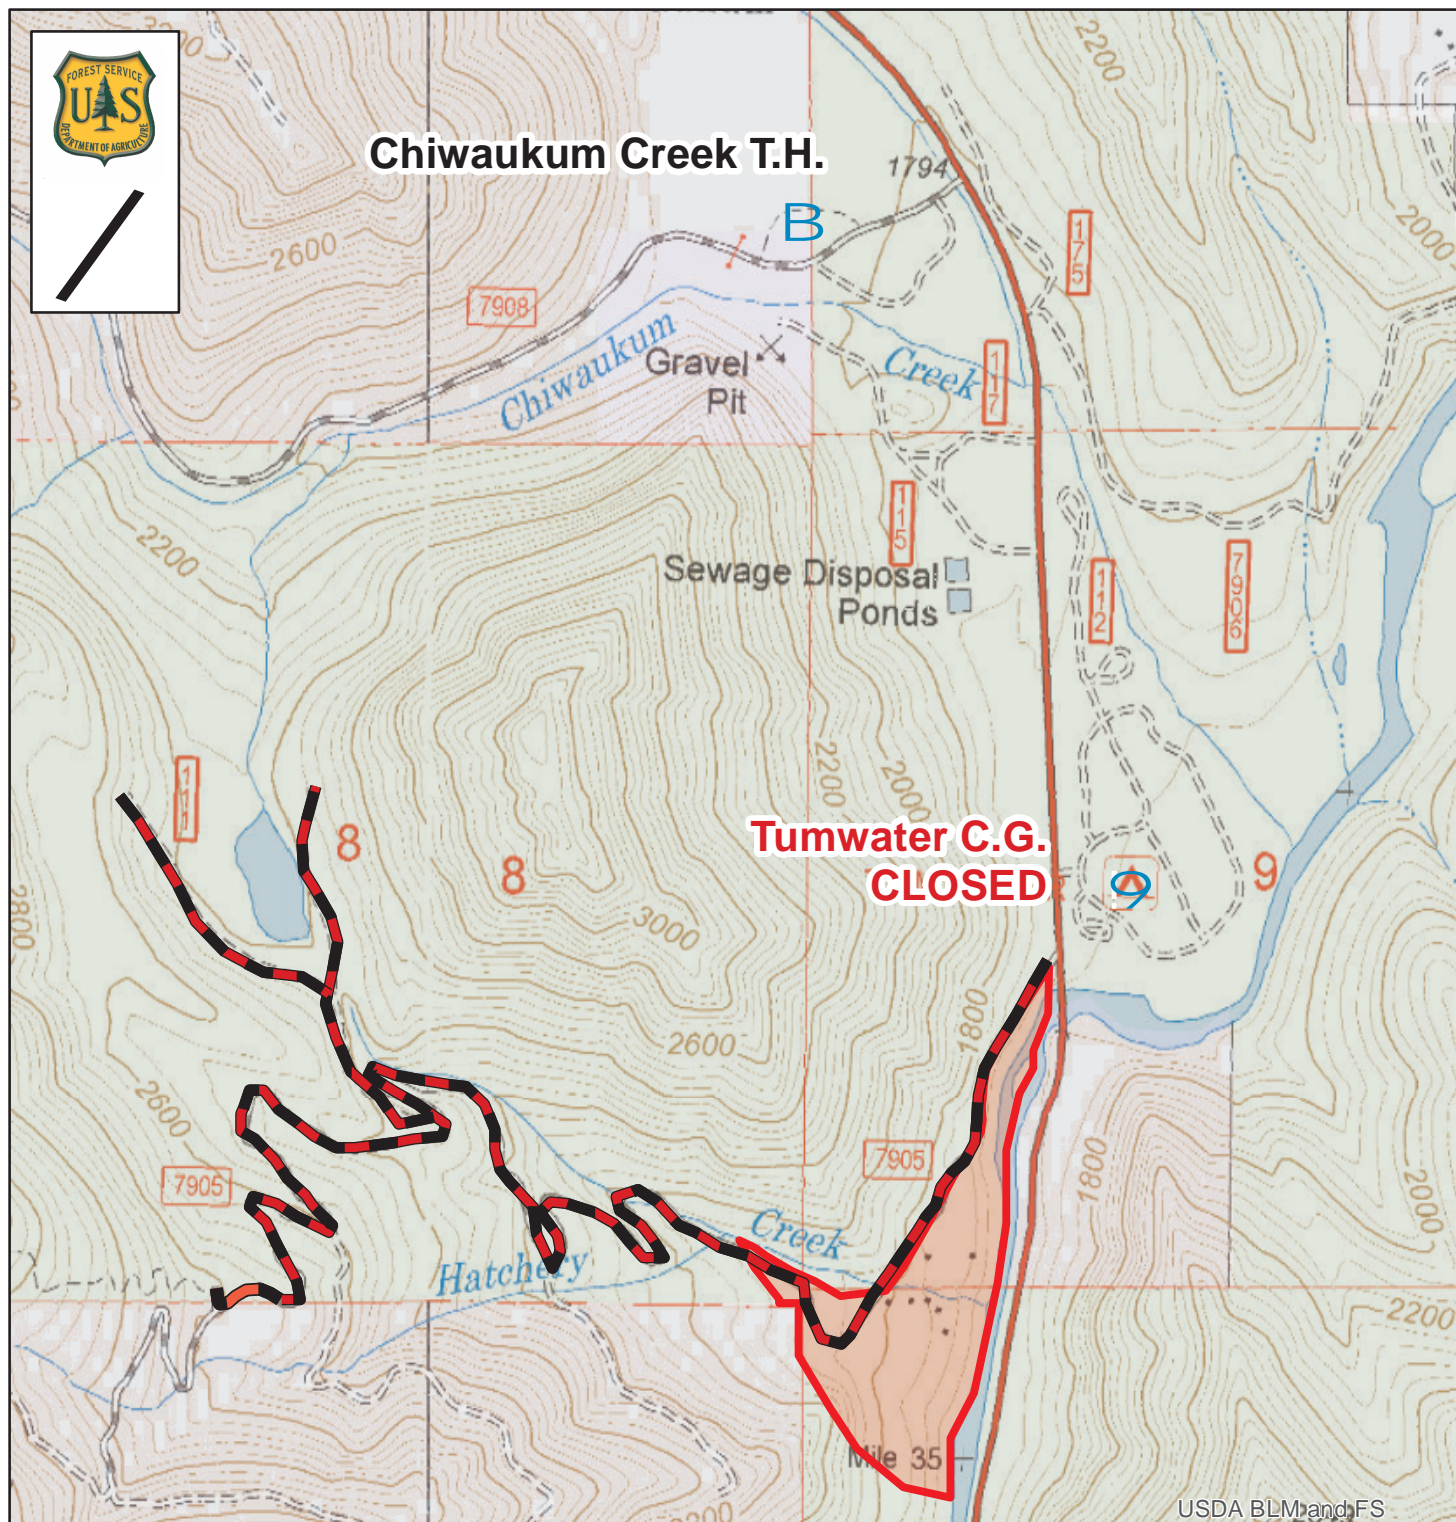 FOREST SERVICE
U S
DEPARTMENT OF AGRICULTURE
Chiwaukum Creek T.H.
B
1794
2200
2000
175
2600
7908
Chiwaukum
Creek
117
Gravel
Pit
115
2200
Sewage Disposal
Ponds
112
7906
2200
2000
111
8
8
Tumwater C.G.
CLOSED
9
9
2800
3000
1800
2600
2600
7905
7905
1800
2000
Creek
Hatchery
2200
Mile 35
USDA BLM and FS